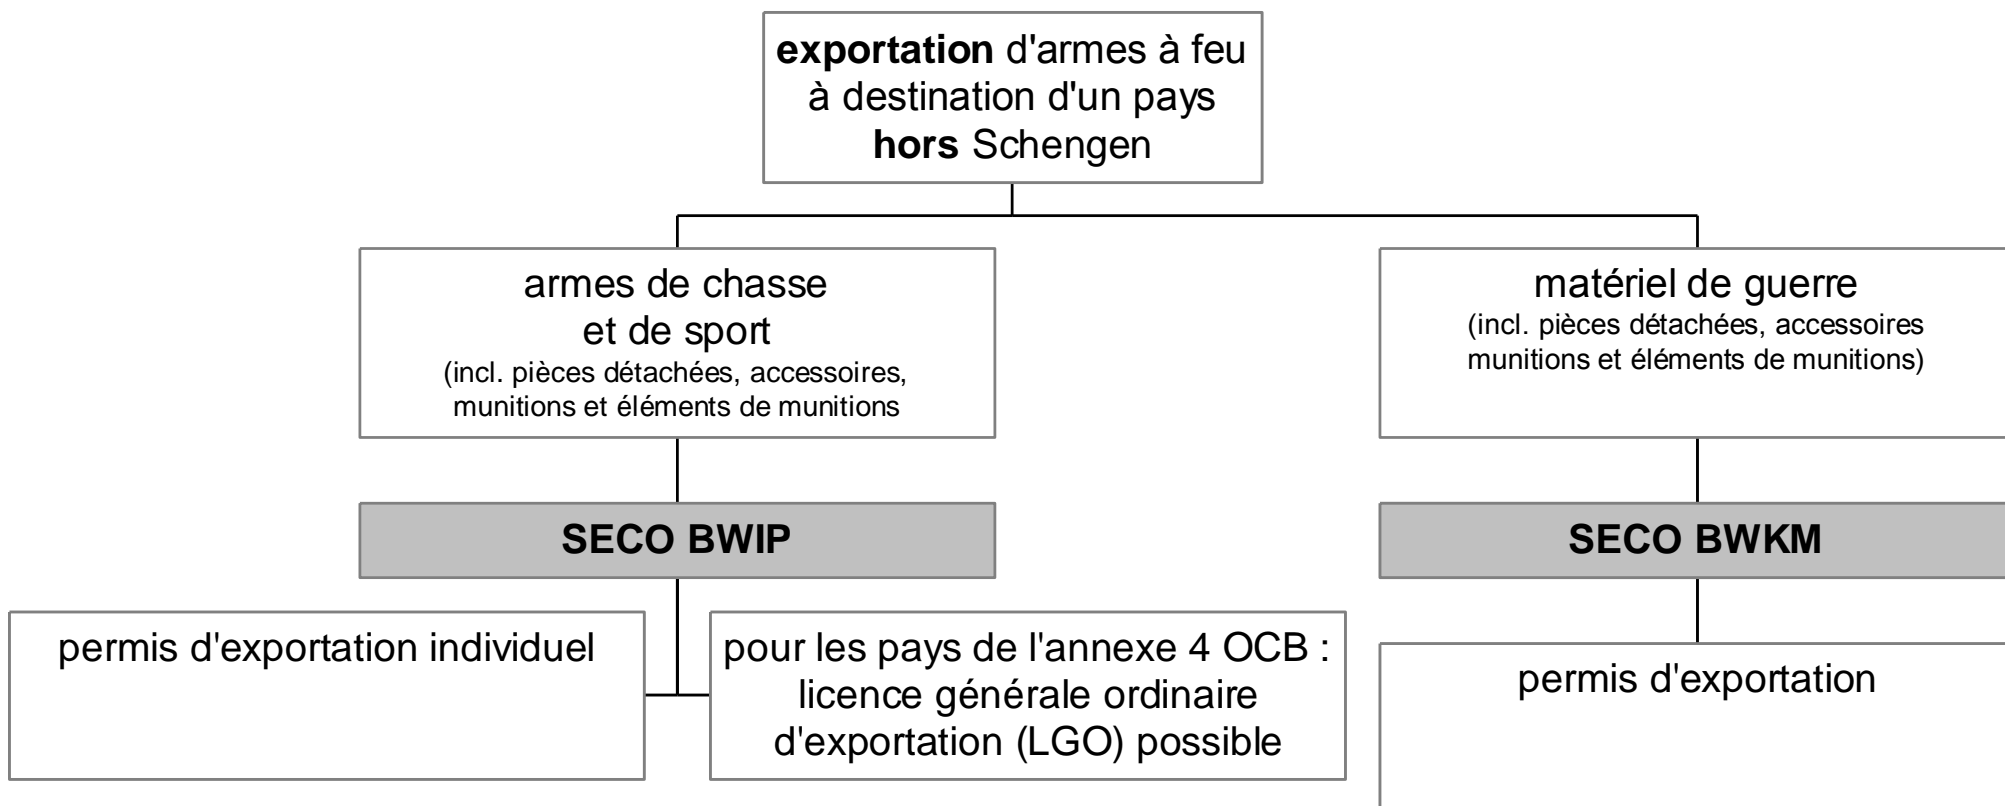 exportation d'armes à feu
à destination d'un pays
hors Schengen
armes de chasse
et de sport
(incl. pièces détachées, accessoires,
munitions et éléments de munitions
matériel de guerre
(incl. pièces détachées, accessoires
munitions et éléments de munitions)
SECO BWIP
SECO BWKM
permis d'exportation individuel
pour les pays de l'annexe 4 OCB :
licence générale ordinaire
d'exportation (LGO) possible
permis d'exportation